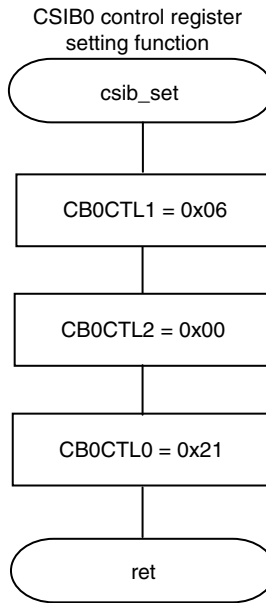 CSIB0 control register
setting function
csib_set
CB0CTL1 = 0x06
CB0CTL2 = 0x00
CB0CTL0 = 0x21
ret